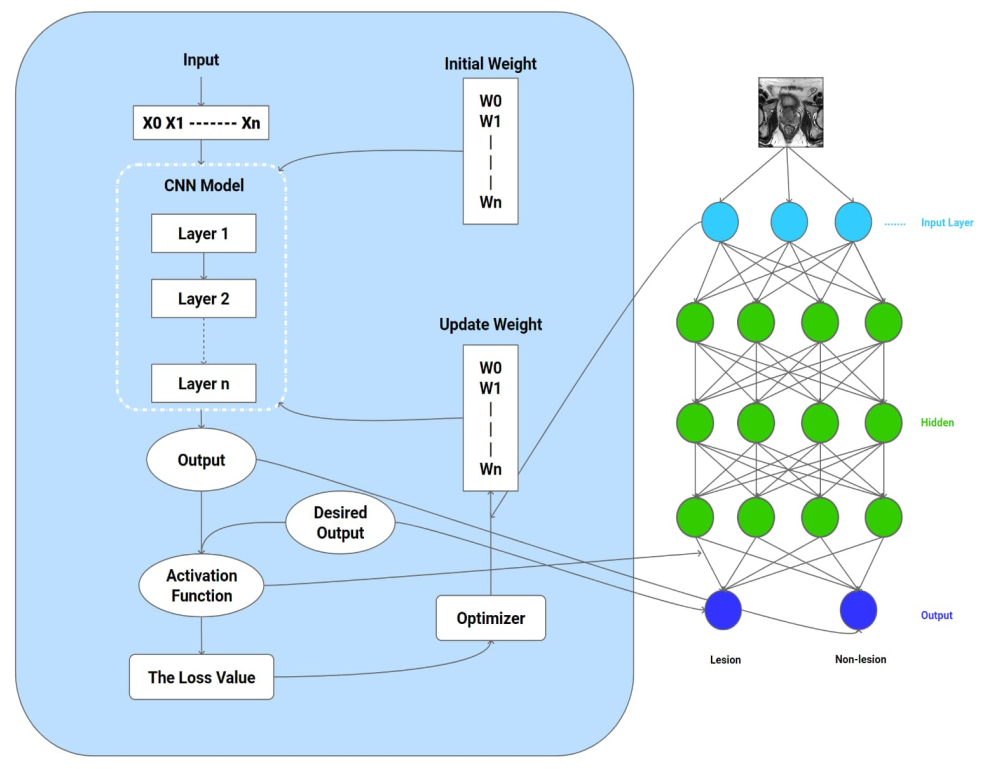 Input
X0 X1 ------- Xn
CNN Model
Layer 1
Layer 2
Layer n
Output
Desired
Output
Activation
Function
The Loss Value
Initial Weight
W0
W1
Wn
Update Weight
W0
W1
Wn
Optimizer
....... Input Layer
Hidden
Output
Lesion
Non-lesion